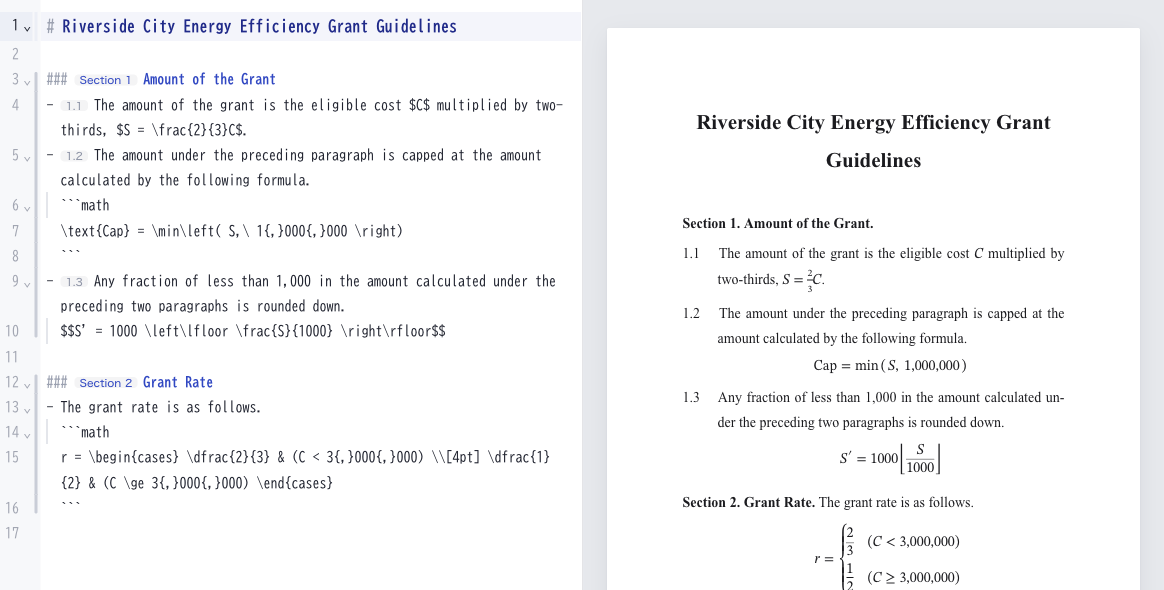 1 # Riverside City Energy Efficiency Grant Guidelines
2
3 ### Section 1 Amount of the Grant
4 - 1.1 The amount of the grant is the eligible cost $C$ multiplied by two-
thirds, $S = \frac{2}{3}C$.
5 - 1.2 The amount under the preceding paragraph is capped at the amount
calculated by the following formula.
6 ```math
7 \text{Cap} = \min\left( S,\ 1{,}000{,}000 \right)
8 ```
9 - 1.3 Any fraction of less than 1,000 in the amount calculated under the
preceding two paragraphs is rounded down.
10 $$S' = 1000 \left\lfloor \frac{S}{1000} \right\rfloor$$
11
12 ### Section 2 Grant Rate
13 - The grant rate is as follows.
14 ```math
15 r = \begin{cases} \dfrac{2}{3} & (C < 3{,}000{,}000) \\[4pt] \dfrac{1}
{2} & (C \ge 3{,}000{,}000) \end{cases}
16 ```
17
Riverside City Energy Efficiency Grant
Guidelines
Section 1. Amount of the Grant.
1.1 The amount of the grant is the eligible cost C multiplied by
two-thirds, S = 2/3 C.
1.2 The amount under the preceding paragraph is capped at the
amount calculated by the following formula.
Cap = min(S, 1,000,000)
1.3 Any fraction of less than 1,000 in the amount calculated un-
der the preceding two paragraphs is rounded down.
S′ = 1000⌊S/1000⌋
Section 2. Grant Rate. The grant rate is as follows.
r = { 2/3 (C < 3,000,000)
1/2 (C ≥ 3,000,000)